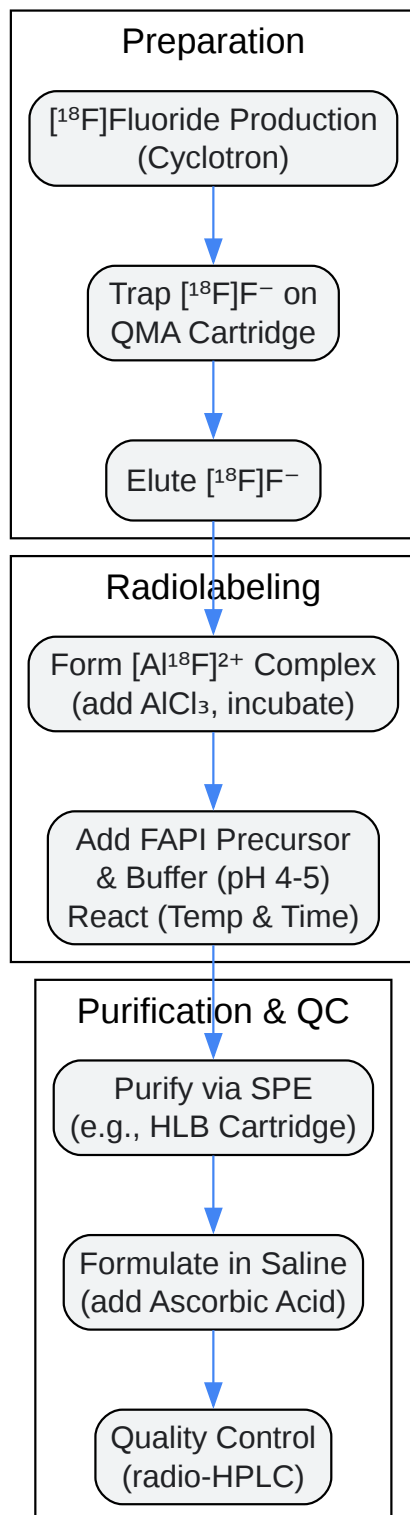 Preparation
[¹⁸F]Fluoride Production
(Cyclotron)
Trap [¹⁸F]F⁻ on
QMA Cartridge
Elute [¹⁸F]F⁻
Radiolabeling
Form [Al¹⁸F]²⁺ Complex
(add AlCl₃, incubate)
Add FAPI Precursor
& Buffer (pH 4-5)
React (Temp & Time)
Purification & QC
Purify via SPE
(e.g., HLB Cartridge)
Formulate in Saline
(add Ascorbic Acid)
Quality Control
(radio-HPLC)